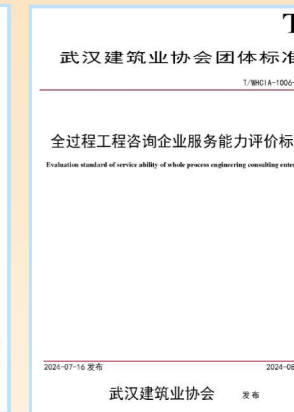 T
武汉建筑业协会团体标准
T/WHCIA-1006-
全过程工程咨询企业服务能力评价标
Evaluation standard of service ability of whole process engineering consulting
2024-07-16 发布
2024-08
武汉建筑业协会 发布